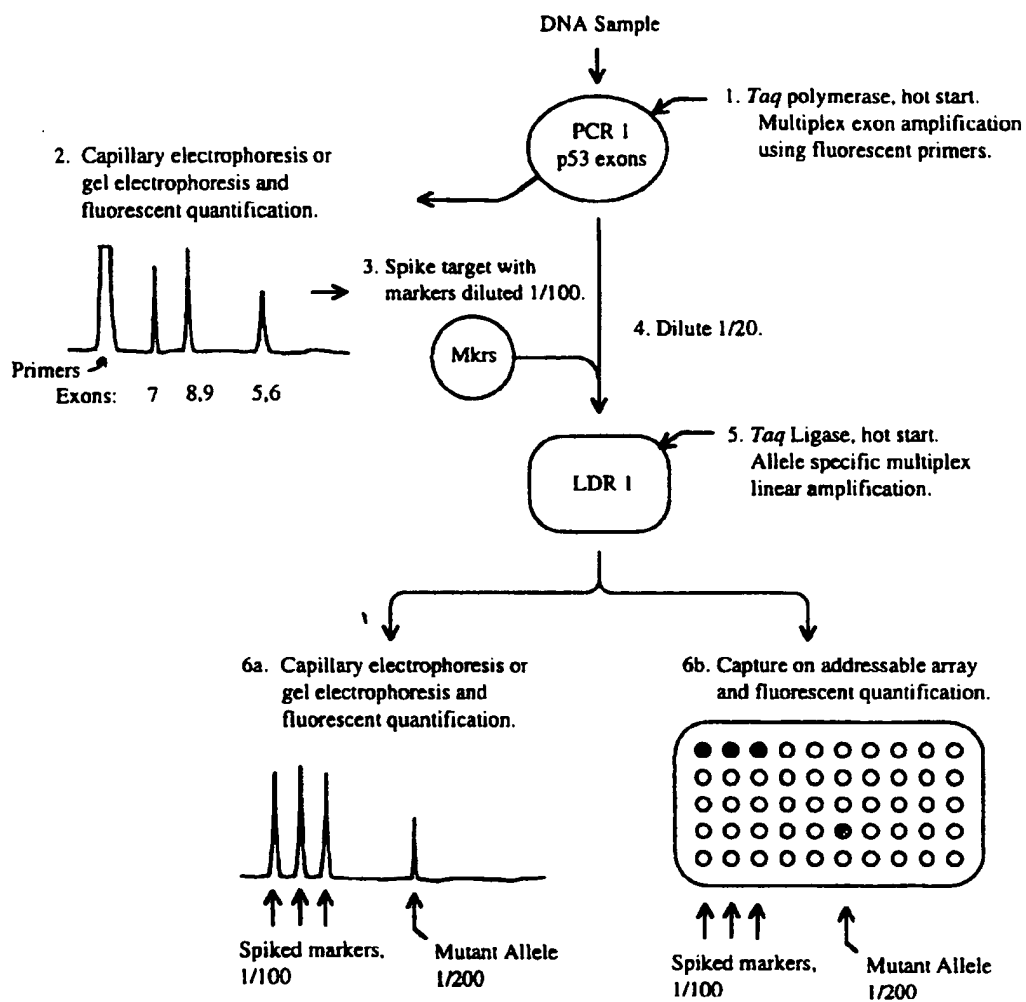 DNA Sample
PCR 1
p53 exons
1. Taq polymerase, hot start.
Multiplex exon amplification
using fluorescent primers.
2. Capillary electrophoresis or
gel electrophoresis and
fluorescent quantification.
Primers
Exons: 7 8,9 5,6
3. Spike target with
markers diluted 1/100.
Mkrs
4. Dilute 1/20.
5. Taq Ligase, hot start.
Allele specific multiplex
linear amplification.
LDR 1
6a. Capillary electrophoresis or
gel electrophoresis and
fluorescent quantification.
Spiked markers,
1/100
Mutant Allele
1/200
6b. Capture on addressable array
and fluorescent quantification.
Spiked markers,
1/100
Mutant Allele
1/200